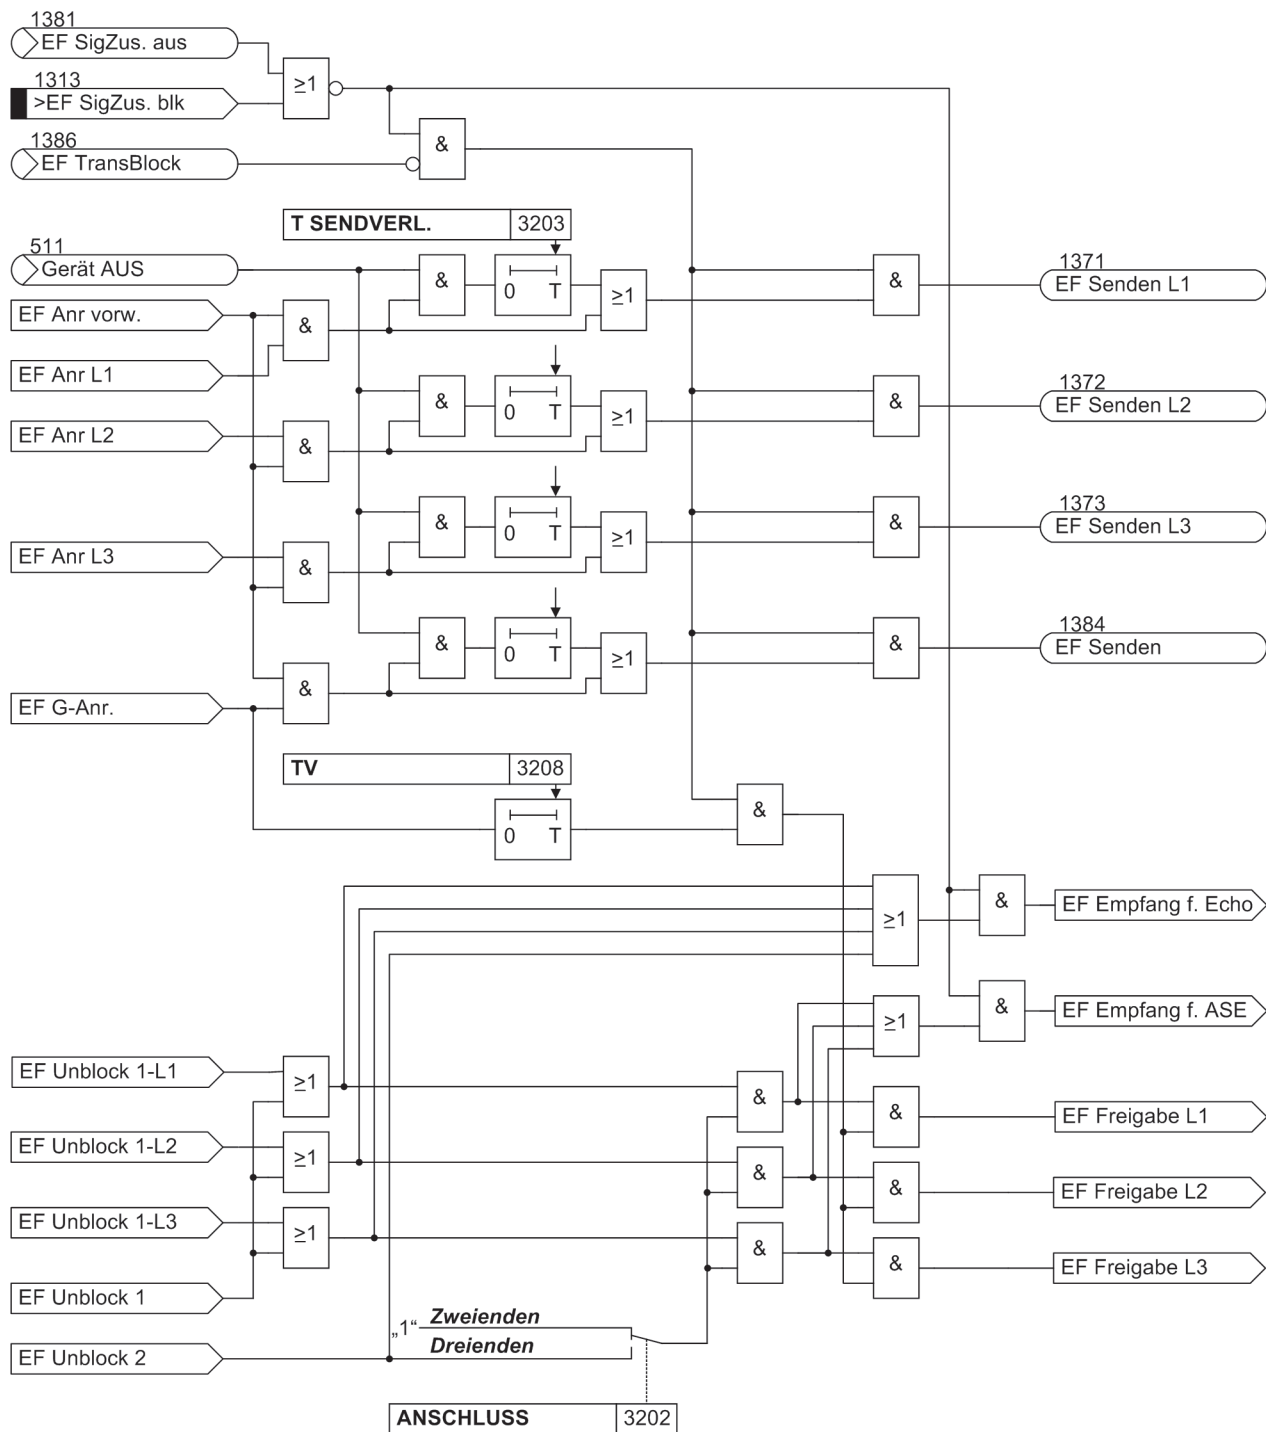 1381
EF SigZus. aus
≥1
1313
>EF SigZus. blk
&
1386
EF TransBlock
T SENDVERL. 3203
511
Gerät AUS
& 0 T ≥1 &
1371
EF Senden L1
EF Anr vorw.
&
EF Anr L1
& 0 T ≥1 &
1372
EF Senden L2
EF Anr L2
&
& 0 T ≥1 &
1373
EF Senden L3
EF Anr L3
&
& 0 T ≥1 &
1384
EF Senden
EF G-Anr.
&
TV 3208
0 T
&
≥1 &
EF Empfang f. Echo
≥1 &
EF Empfang f. ASE
EF Unblock 1-L1
≥1 & &
EF Freigabe L1
EF Unblock 1-L2
≥1 & &
EF Freigabe L2
EF Unblock 1-L3
≥1 & &
EF Freigabe L3
EF Unblock 1
„1“ Zweienden
Dreienden
EF Unblock 2
ANSCHLUSS 3202